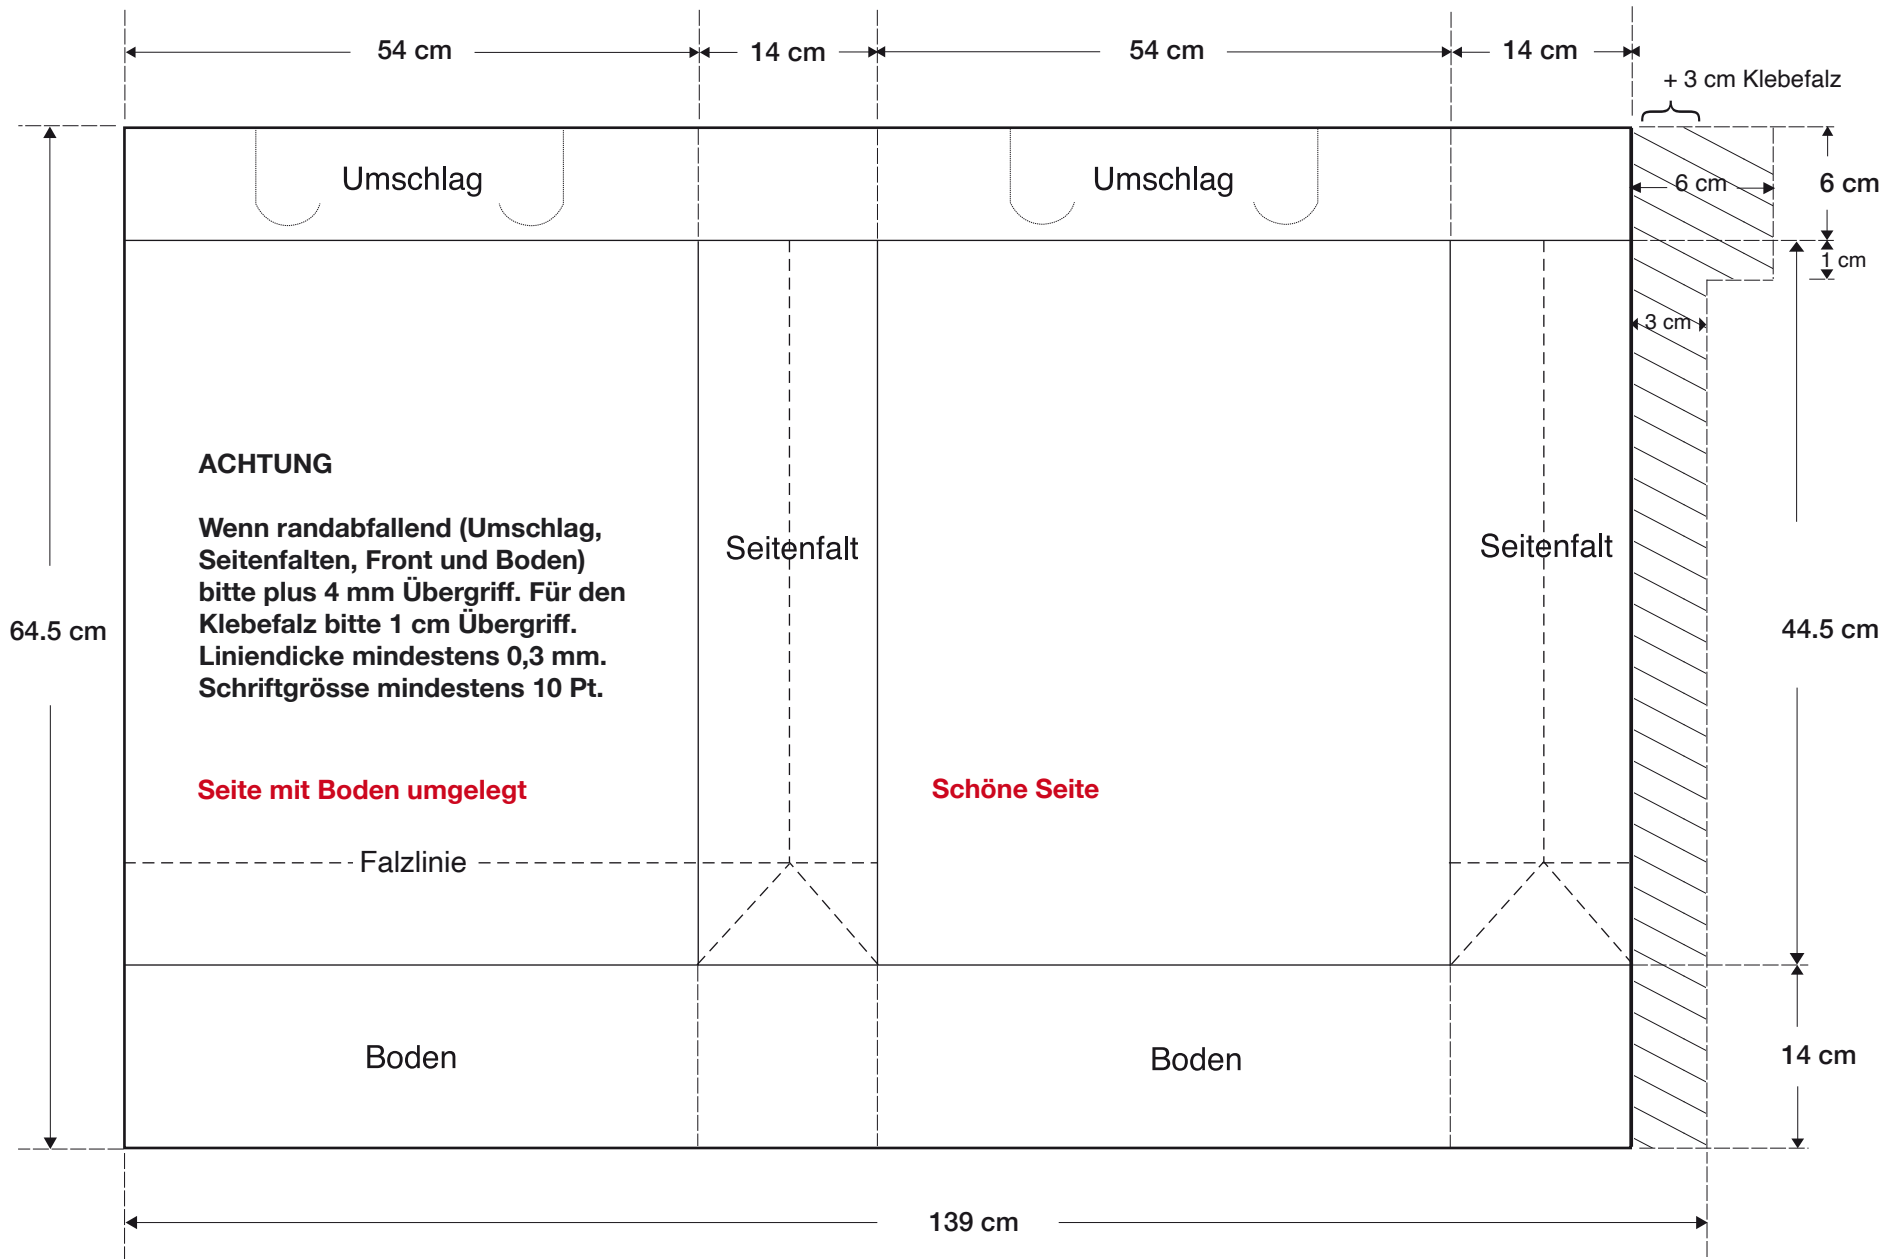 54 cm
14 cm
54 cm
14 cm
+ 3 cm Klebefalz
Umschlag
Umschlag
6 cm
6 cm
1 cm
3 cm
ACHTUNG
Wenn randabfallend (Umschlag,
Seitenfalten, Front und Boden)
bitte plus 4 mm Übergriff. Für den
Klebefalz bitte 1 cm Übergriff.
Liniendicke mindestens 0,3 mm.
Schriftgrösse mindestens 10 Pt.
Seitenfalt
Seitenfalt
64.5 cm
44.5 cm
Seite mit Boden umgelegt
Schöne Seite
Falzlinie
Boden
Boden
14 cm
139 cm